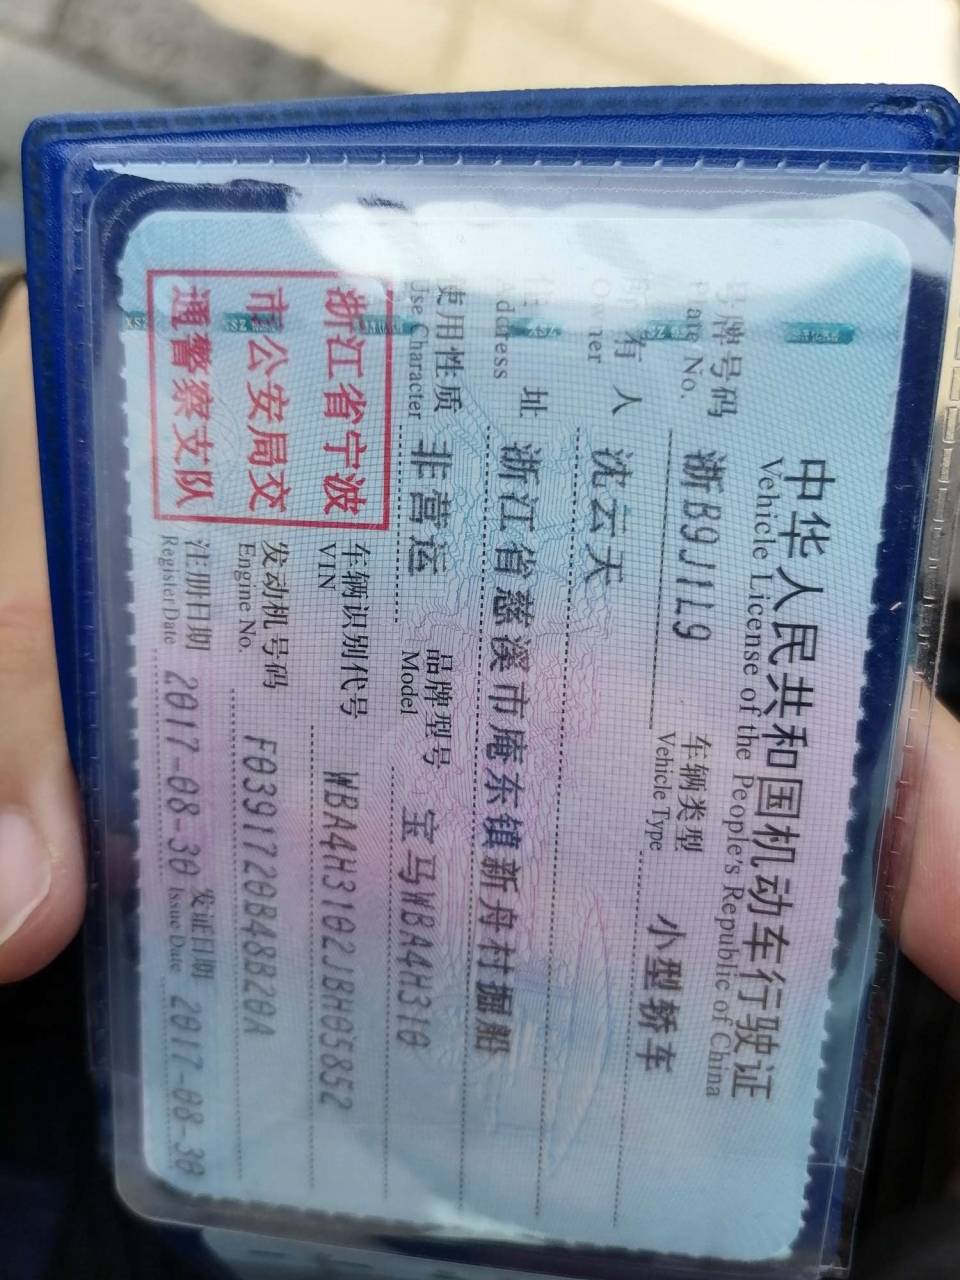 中华人民共和国机动车行驶证
Vehicle License of the People's Republic of China
号牌号码 浙B9J1L9 车辆类型 小型轿车
Plate No. Vehicle Type
所有人 沈云天
Owner
住址 浙江省慈溪市庵东镇新舟村掘船
Address
使用性质 非营运 品牌型号 宝马WBA4H310
Use Character Model
浙江省宁波
市公安局交
通警察支队
车辆识别代号 WBA4H3102JBH05852
VIN
发动机号码 F0391720B48B20A
Engine No.
注册日期 2017-08-30 发证日期 2017-08-30
Register Date Issue Date